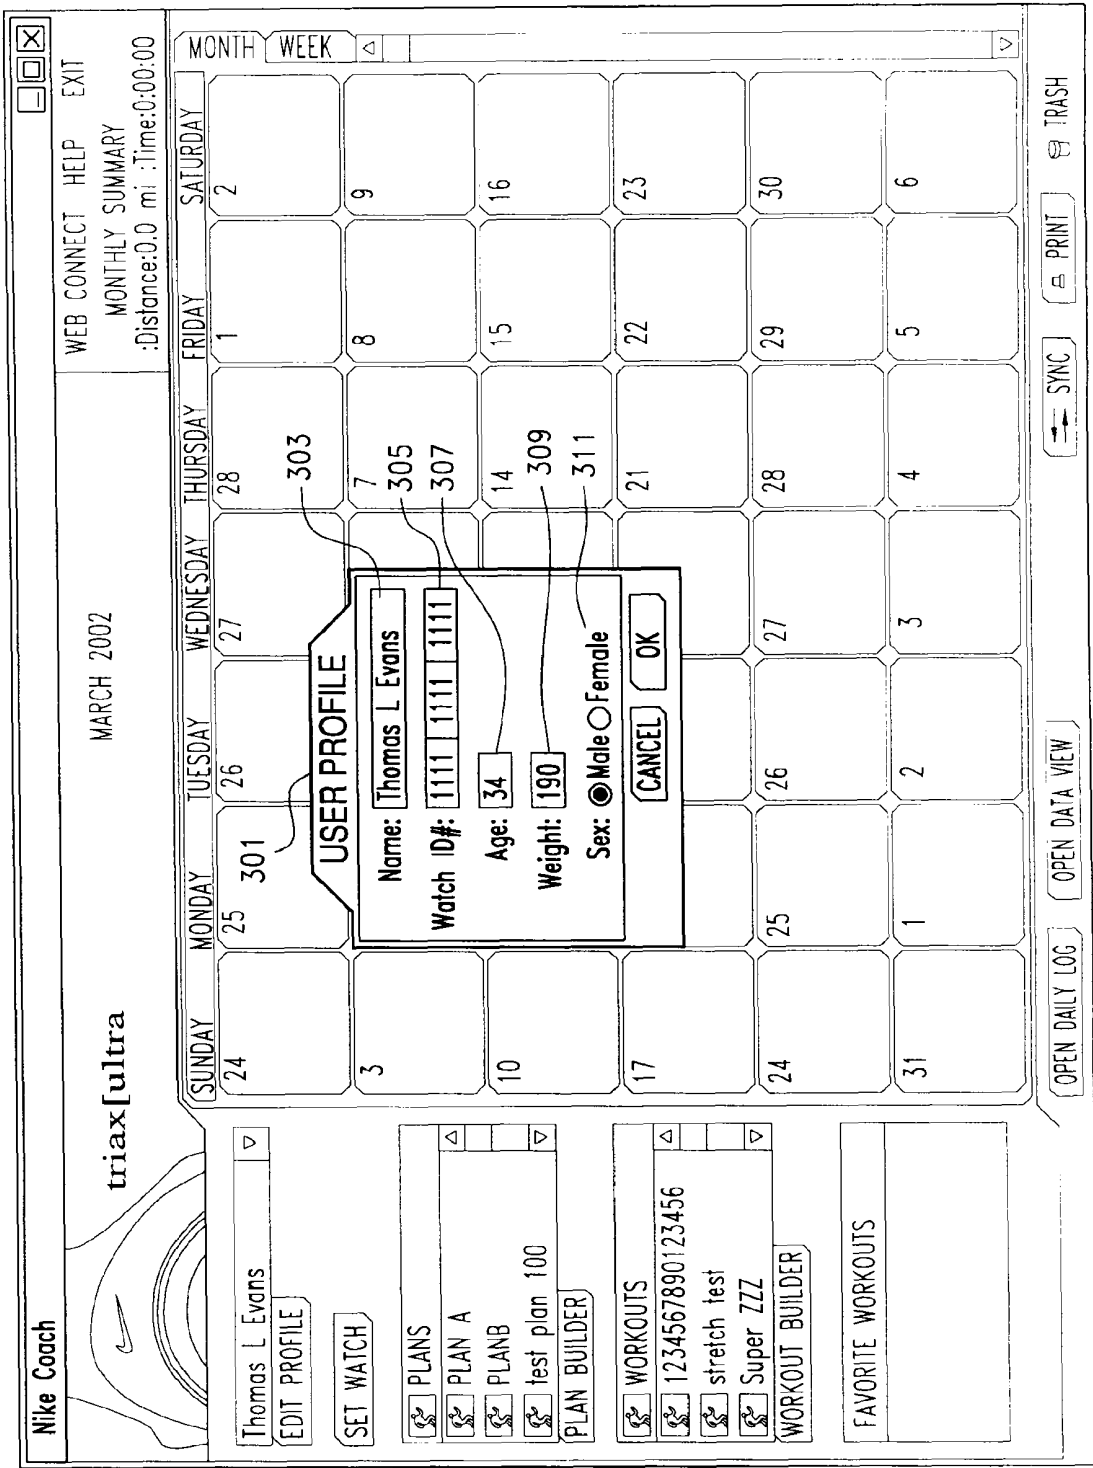 Nike Coach
WEB CONNECT HELP EXIT
triax[ultra
MARCH 2002
MONTHLY SUMMARY
:Distance:0.0 mi :Time:0:00:00
Thomas L Evans
EDIT PROFILE
SET WATCH
PLANS
PLAN A
PLANB
test plan 100
PLAN BUILDER
WORKOUTS
1234567890123456
stretch test
Super ZZZ
WORKOUT BUILDER
FAVORITE WORKOUTS
SUNDAY MONDAY TUESDAY WEDNESDAY THURSDAY FRIDAY SATURDAY
MONTH
WEEK
24 25 26 27 28 1 2
3 7 8 9
10 14 15 16
17 21 22 23
24 25 26 27 28 29 30
31 1 2 3 4 5 6
301
USER PROFILE
303
Name: Thomas L Evans
305
Watch ID#: 1111 1111 1111 1111
307
Age: 34
309
Weight: 190
311
Sex: Male Female
CANCEL OK
OPEN DAILY LOG OPEN DATA VIEW SYNC PRINT TRASH